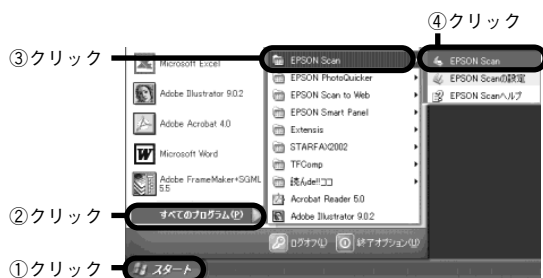 ④クリック
③クリック
Microsoft Excel
Adobe Illustrator 9.0.2
Adobe Acrobat 4.0
Microsoft Word
Adobe FrameMaker+SGML 5.5
②クリック
すべてのプログラム(P)
EPSON Scan
EPSON PhotoQuicker
EPSON Scan to Web
EPSON Smart Panel
Extensis
STARFAX2002
TFComp
読んde!!ココ
Acrobat Reader 5.0
Adobe Illustrator 9.0.2
EPSON Scan
EPSON Scanの設定
EPSON Scanヘルプ
ログオフ(L)
終了オプション(U)
①クリック
スタート